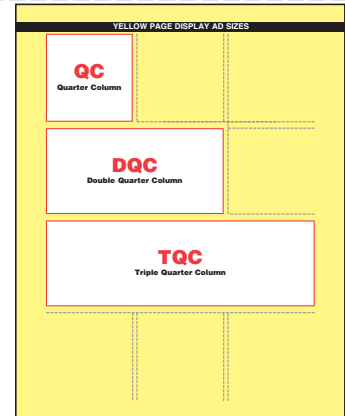 YELLOW PAGE DISPLAY AD SIZES
QC
Quarter Column
DQC
Double Quarter Column
TQC
Triple Quarter Column